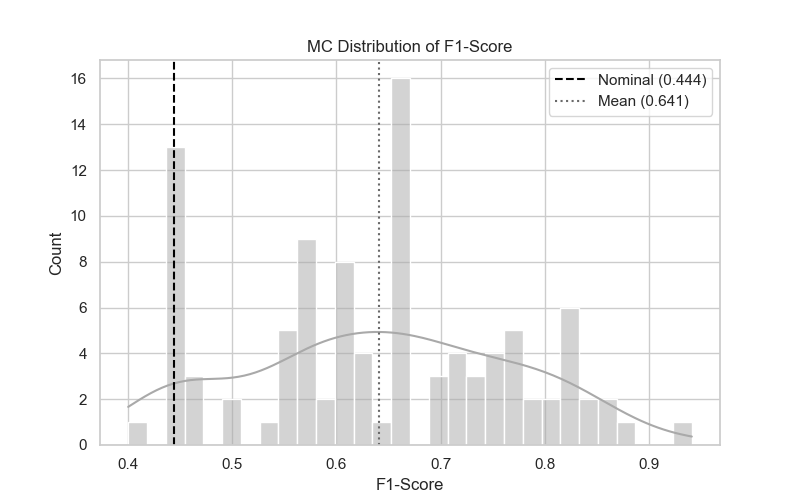 MC Distribution of F1-Score
Nominal (0.444)
Mean (0.641)
Count
16
14
12
10
8
6
4
2
0
0.4 0.5 0.6 0.7 0.8 0.9
F1-Score